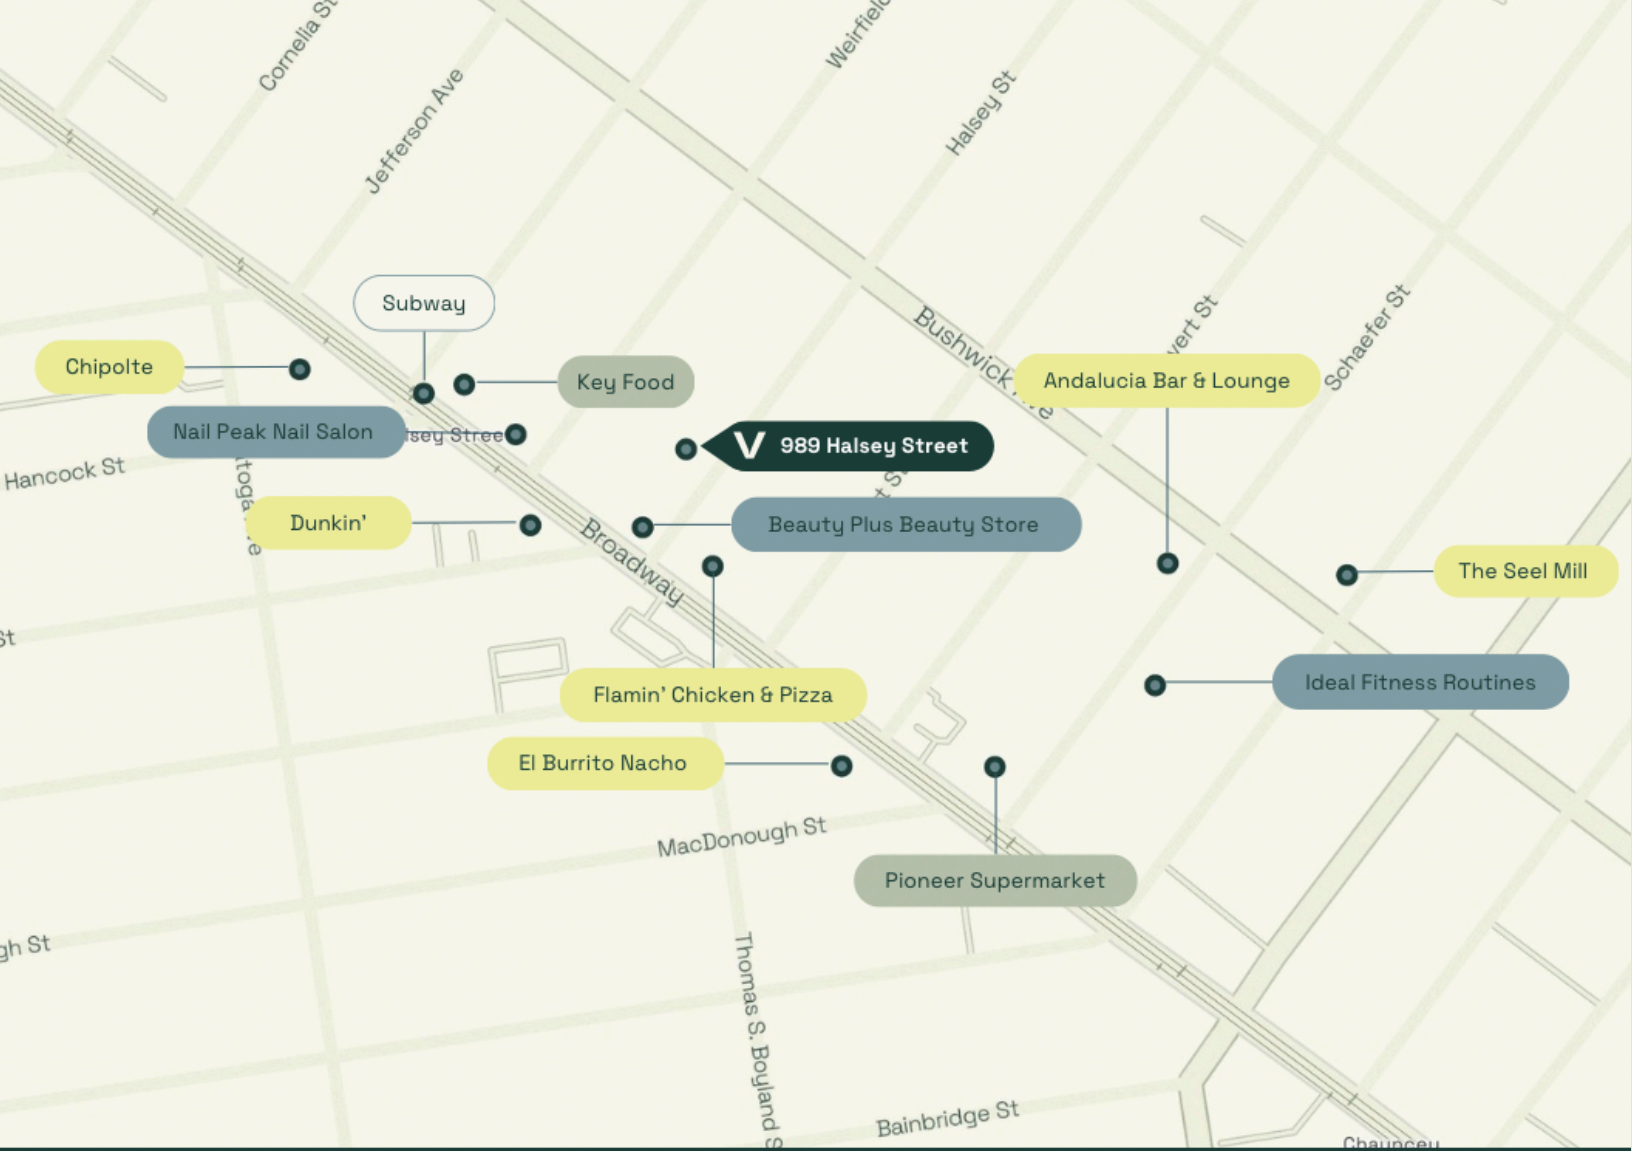 Cornelia St
Jefferson Ave
Halsey St
Subway
Chipolte
Key Food
Bushwick
Andalucia Bar & Lounge
Schaefer St
Nail Peak Nail Salon
V 989 Halsey Street
Hancock St
Dunkin'
Beauty Plus Beauty Store
Broadway
The Seel Mill
Flamin' Chicken & Pizza
Ideal Fitness Routines
El Burrito Nacho
MacDonough St
Pioneer Supermarket
Thomas S. Boyland S
Bainbridge St
Chauncey